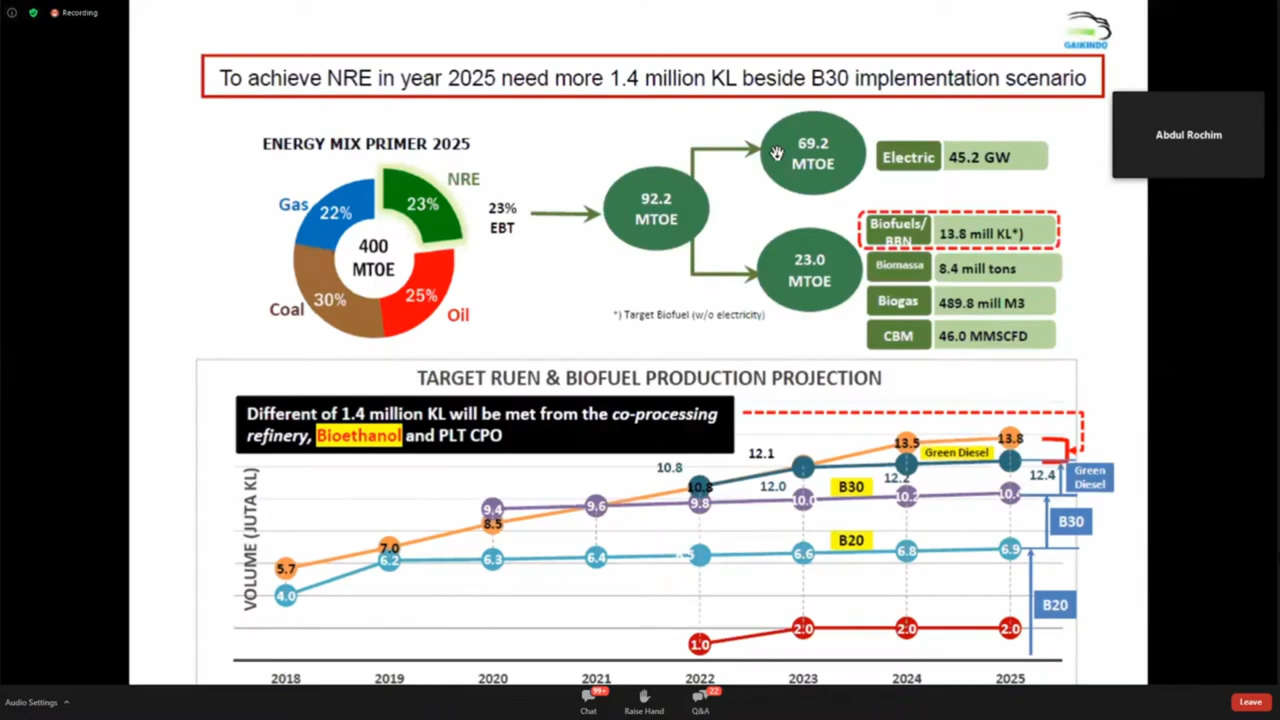 Recording
GAIKINDO
To achieve NRE in year 2025 need more 1.4 million KL beside B30 implementation scenario
Abdul Rochim
ENERGY MIX PRIMER 2025
NRE
Gas
22%
23%
400
MTOE
Coal
30%
25%
Oil
23%
EBT
92.2
MTOE
69.2
MTOE
Electric
45.2 GW
23.0
MTOE
Biofuels/
BBN
13.8 mill KL*)
Biomassa
8.4 mill tons
Biogas
489.8 mill M3
CBM
46.0 MMSCFD
*) Target Biofuel (w/o electricity)
TARGET RUEN & BIOFUEL PRODUCTION PROJECTION
Different of 1.4 million KL will be met from the co-processing
refinery, Bioethanol and PLT CPO
VOLUME (JUTA KL)
5.7
7.0
8.5
10.8
12.1
13.5
13.8
10.8
12.0
12.2
12.4
Green Diesel
Green
Diesel
9.4
9.6
9.8
10.0
10.2
10.4
B30
B30
4.0
6.2
6.3
6.4
6.6
6.8
6.9
B20
B20
1.0
2.0
2.0
2.0
2018
2019
2020
2021
2022
2023
2024
2025
Audio Settings
99+
Chat
Raise Hand
22
Q&A
Leave